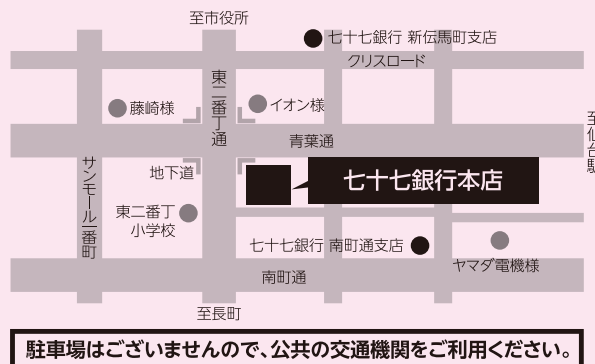 至市役所
七十七銀行 新伝馬町支店
クリスロード
東二番丁通
藤崎様
イオン様
青葉通
至仙台駅
サンモール一番町
地下道
七十七銀行本店
東二番丁
小学校
七十七銀行 南町通支店
ヤマダ電機様
南町通
至長町
駐車場はございませんので、公共の交通機関をご利用ください。